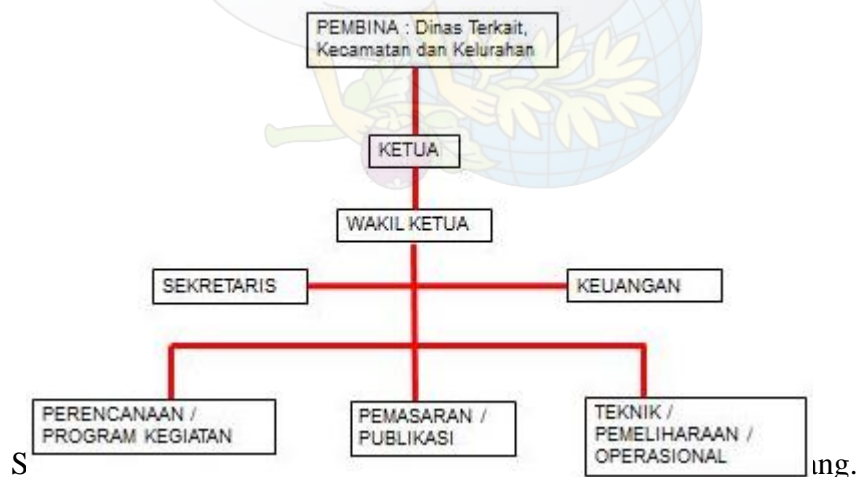 PEMBINA : Dinas Terkait,
Kecamatan dan Kelurahan
KETUA
WAKIL KETUA
SEKRETARIS
KEUANGAN
PERENCANAAN /
PROGRAM KEGIATAN
PEMASARAN /
PUBLIKASI
TEKNIK /
PEMELIHARAAN /
OPERASIONAL